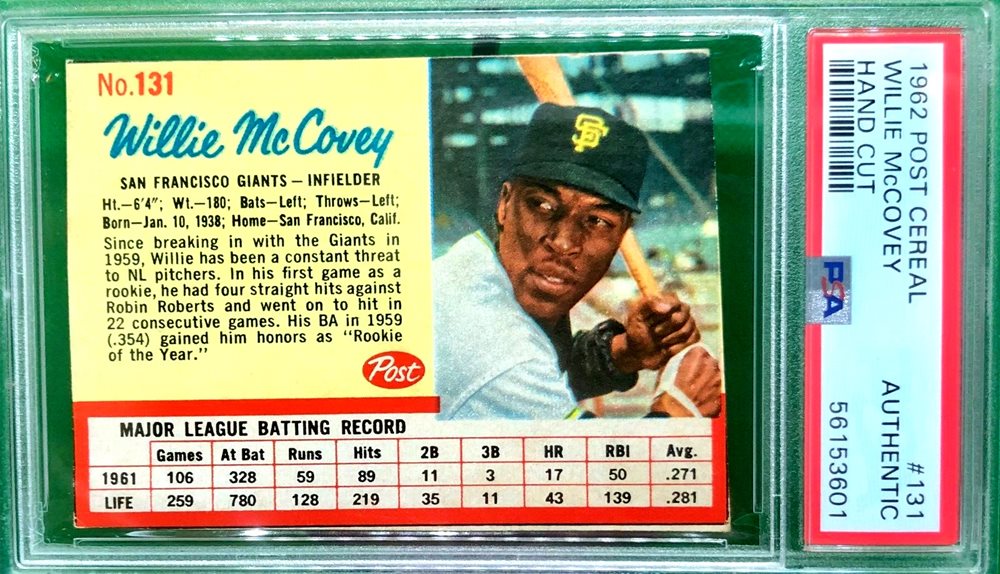 No.131
Willie McCovey
SAN FRANCISCO GIANTS – INFIELDER
Ht.–6'4"; Wt.–180; Bats–Left; Throws–Left;
Born–Jan. 10, 1938; Home–San Francisco, Calif.
Since breaking in with the Giants in
1959, Willie has been a constant threat
to NL pitchers. In his first game as a
rookie, he had four straight hits against
Robin Roberts and went on to hit in
22 consecutive games. His BA in 1959
(.354) gained him honors as "Rookie
of the Year."
Post
SF
MAJOR LEAGUE BATTING RECORD
Games At Bat Runs Hits 2B 3B HR RBI Avg.
1961 106 328 59 89 11 3 17 50 .271
LIFE 259 780 128 219 35 11 43 139 .281
1962 POST CEREAL #131
WILLIE McCOVEY
HAND CUT AUTHENTIC
PSA 56153601